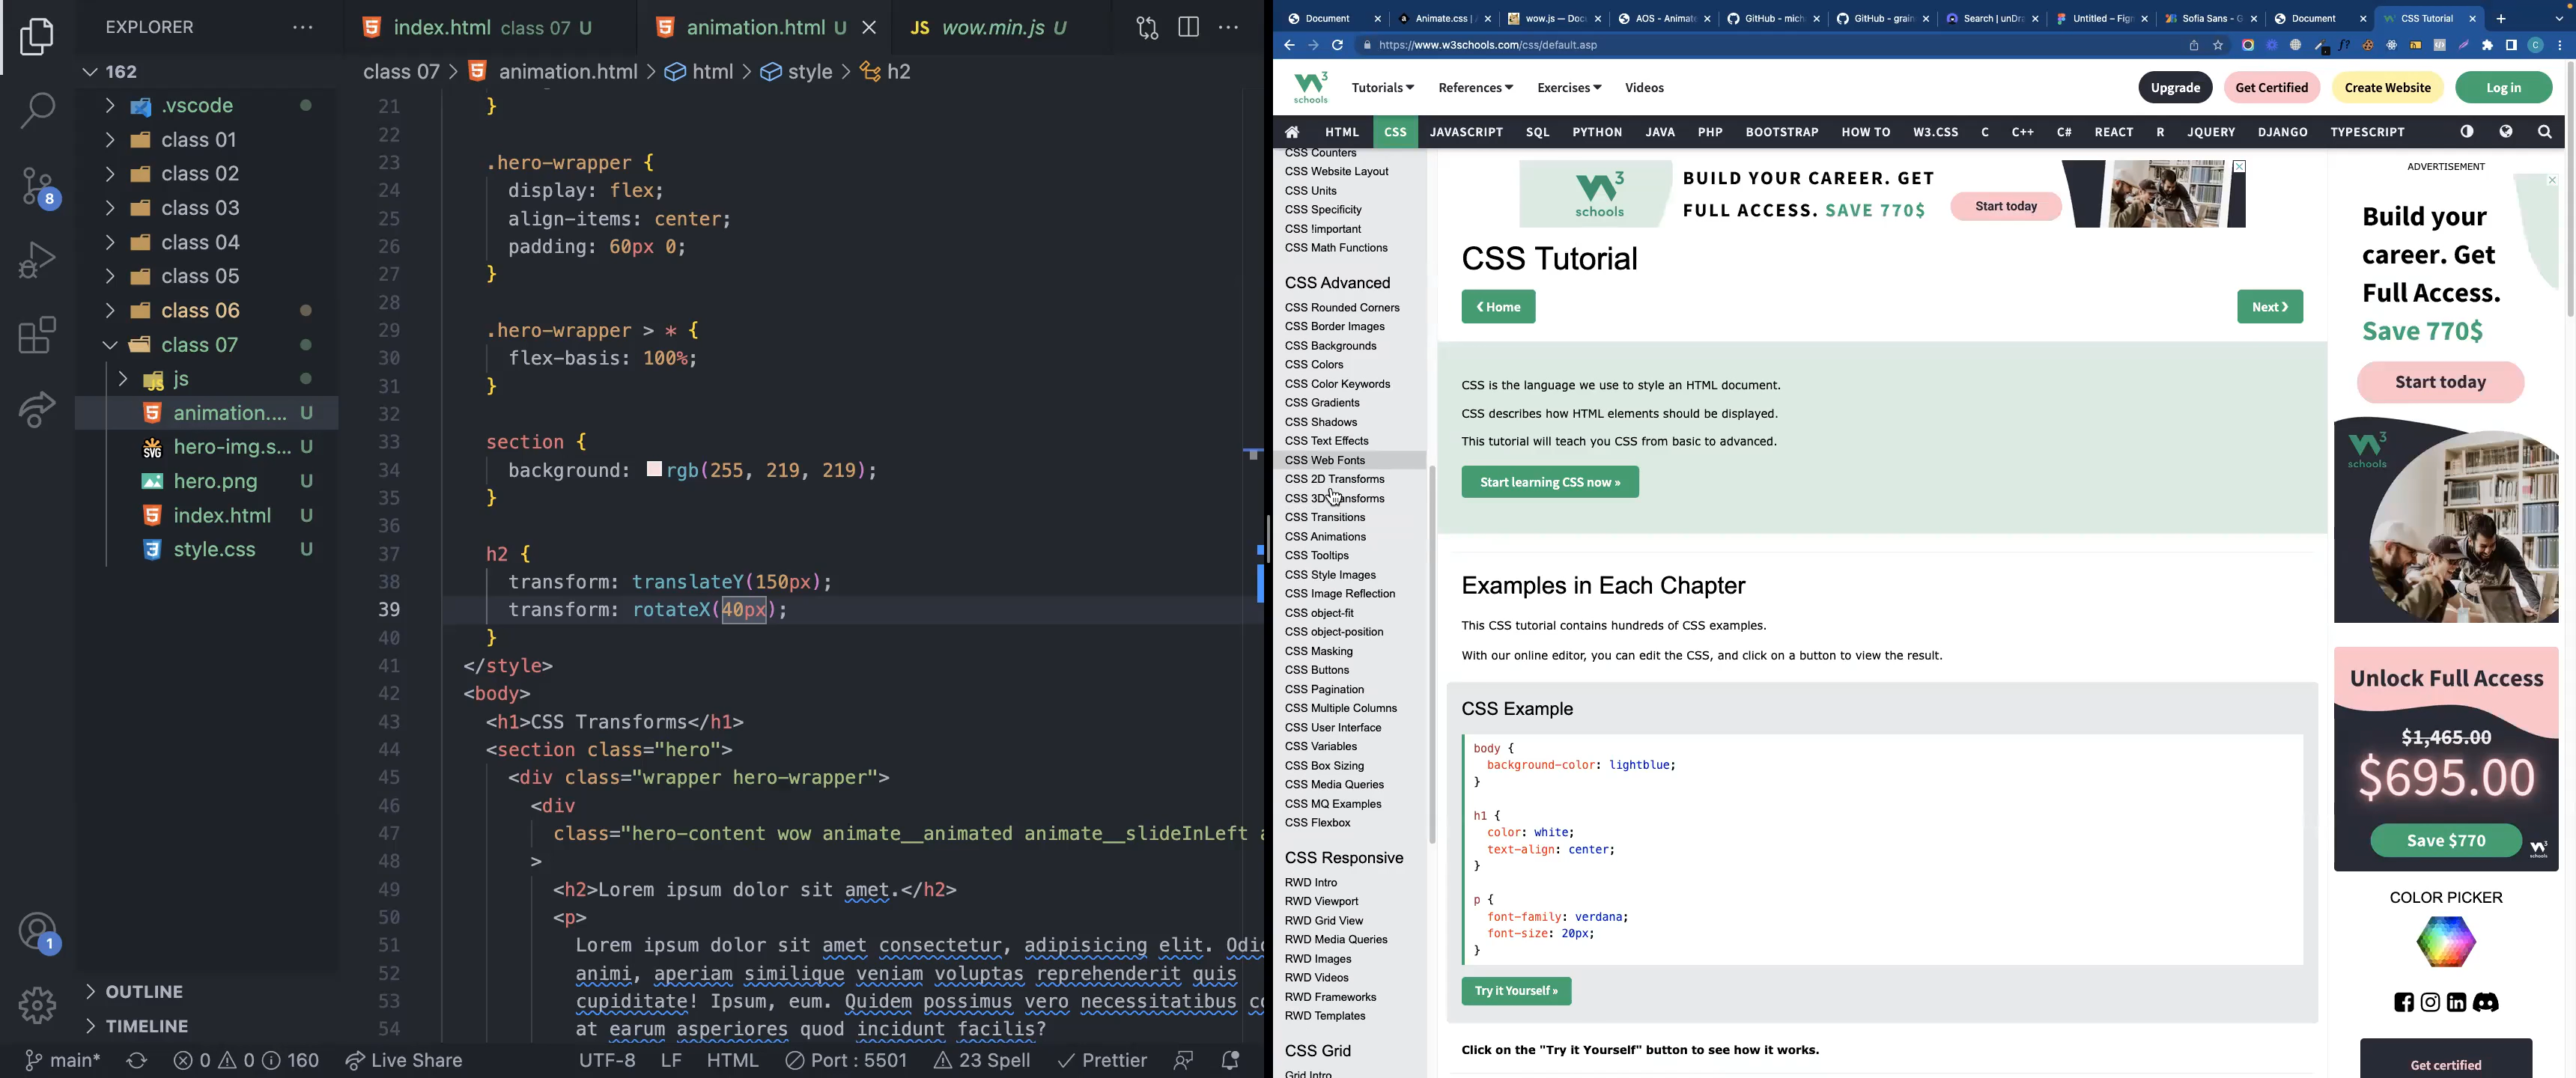 EXPLORER
162
.vscode
class 01
class 02
class 03
class 04
class 05
class 06
class 07
js
animation.... U
hero-img.s... U
hero.png U
index.html U
style.css U
OUTLINE
TIMELINE
8
1
index.html class 07 U
animation.html U
JS wow.min.js U
class 07 > animation.html > html > style > h2
21 }
22
23 .hero-wrapper {
24 display: flex;
25 align-items: center;
26 padding: 60px 0;
27 }
28
29 .hero-wrapper > * {
30 flex-basis: 100%;
31 }
32
33 section {
34 background: rgb(255, 219, 219);
35 }
36
37 h2 {
38 transform: translateY(150px);
39 transform: rotateX(40px);
40 }
41 </style>
42 <body>
43 <h1>CSS Transforms</h1>
44 <section class="hero">
45 <div class="wrapper hero-wrapper">
46 <div
47 class="hero-content wow animate__animated animate__slideInLeft
48 >
49 <h2>Lorem ipsum dolor sit amet.</h2>
50 <p>
51 Lorem ipsum dolor sit amet consectetur, adipisicing elit.
52 animi, aperiam similique veniam voluptas reprehenderit quis
53 cupiditate! Ipsum, eum. Quidem possimus vero necessitatibus
54 at earum asperiores quod incidunt facilis?
main* 0 0 160 Live Share UTF-8 LF HTML Port : 5501 23 Spell Prettier
Document
Animate.css |
wow.js — Doc
AOS - Animate
GitHub - mich
GitHub - grain
Search | unDra
Untitled – Fig
Sofia Sans - G
Document
CSS Tutorial
https://www.w3schools.com/css/default.asp
W3 schools
Tutorials References Exercises Videos
Upgrade Get Certified Create Website Log in
HTML CSS JAVASCRIPT SQL PYTHON JAVA PHP BOOTSTRAP HOW TO W3.CSS C C++ C# REACT R JQUERY DJANGO TYPESCRIPT
CSS Counters
CSS Website Layout
CSS Units
CSS Specificity
CSS !important
CSS Math Functions
CSS Advanced
CSS Rounded Corners
CSS Border Images
CSS Backgrounds
CSS Colors
CSS Color Keywords
CSS Gradients
CSS Shadows
CSS Text Effects
CSS Web Fonts
CSS 2D Transforms
CSS 3D Transforms
CSS Transitions
CSS Animations
CSS Tooltips
CSS Style Images
CSS Image Reflection
CSS object-fit
CSS object-position
CSS Masking
CSS Buttons
CSS Pagination
CSS Multiple Columns
CSS User Interface
CSS Variables
CSS Box Sizing
CSS Media Queries
CSS MQ Examples
CSS Flexbox
CSS Responsive
RWD Intro
RWD Viewport
RWD Grid View
RWD Media Queries
RWD Images
RWD Videos
RWD Frameworks
RWD Templates
CSS Grid
Grid Intro
W3 schools
BUILD YOUR CAREER. GET
FULL ACCESS. SAVE 770$
Start today
CSS Tutorial
❮ Home
Next ❯
CSS is the language we use to style an HTML document.
CSS describes how HTML elements should be displayed.
This tutorial will teach you CSS from basic to advanced.
Start learning CSS now »
Examples in Each Chapter
This CSS tutorial contains hundreds of CSS examples.
With our online editor, you can edit the CSS, and click on a button to view the result.
CSS Example
body {
background-color: lightblue;
}
h1 {
color: white;
text-align: center;
}
p {
font-family: verdana;
font-size: 20px;
}
Try it Yourself »
Click on the "Try it Yourself" button to see how it works.
ADVERTISEMENT
Build your
career. Get
Full Access.
Save 770$
Start today
W3 schools
Unlock Full Access
$1,465.00
$695.00
Save $770
W3 schools
COLOR PICKER
Get certified